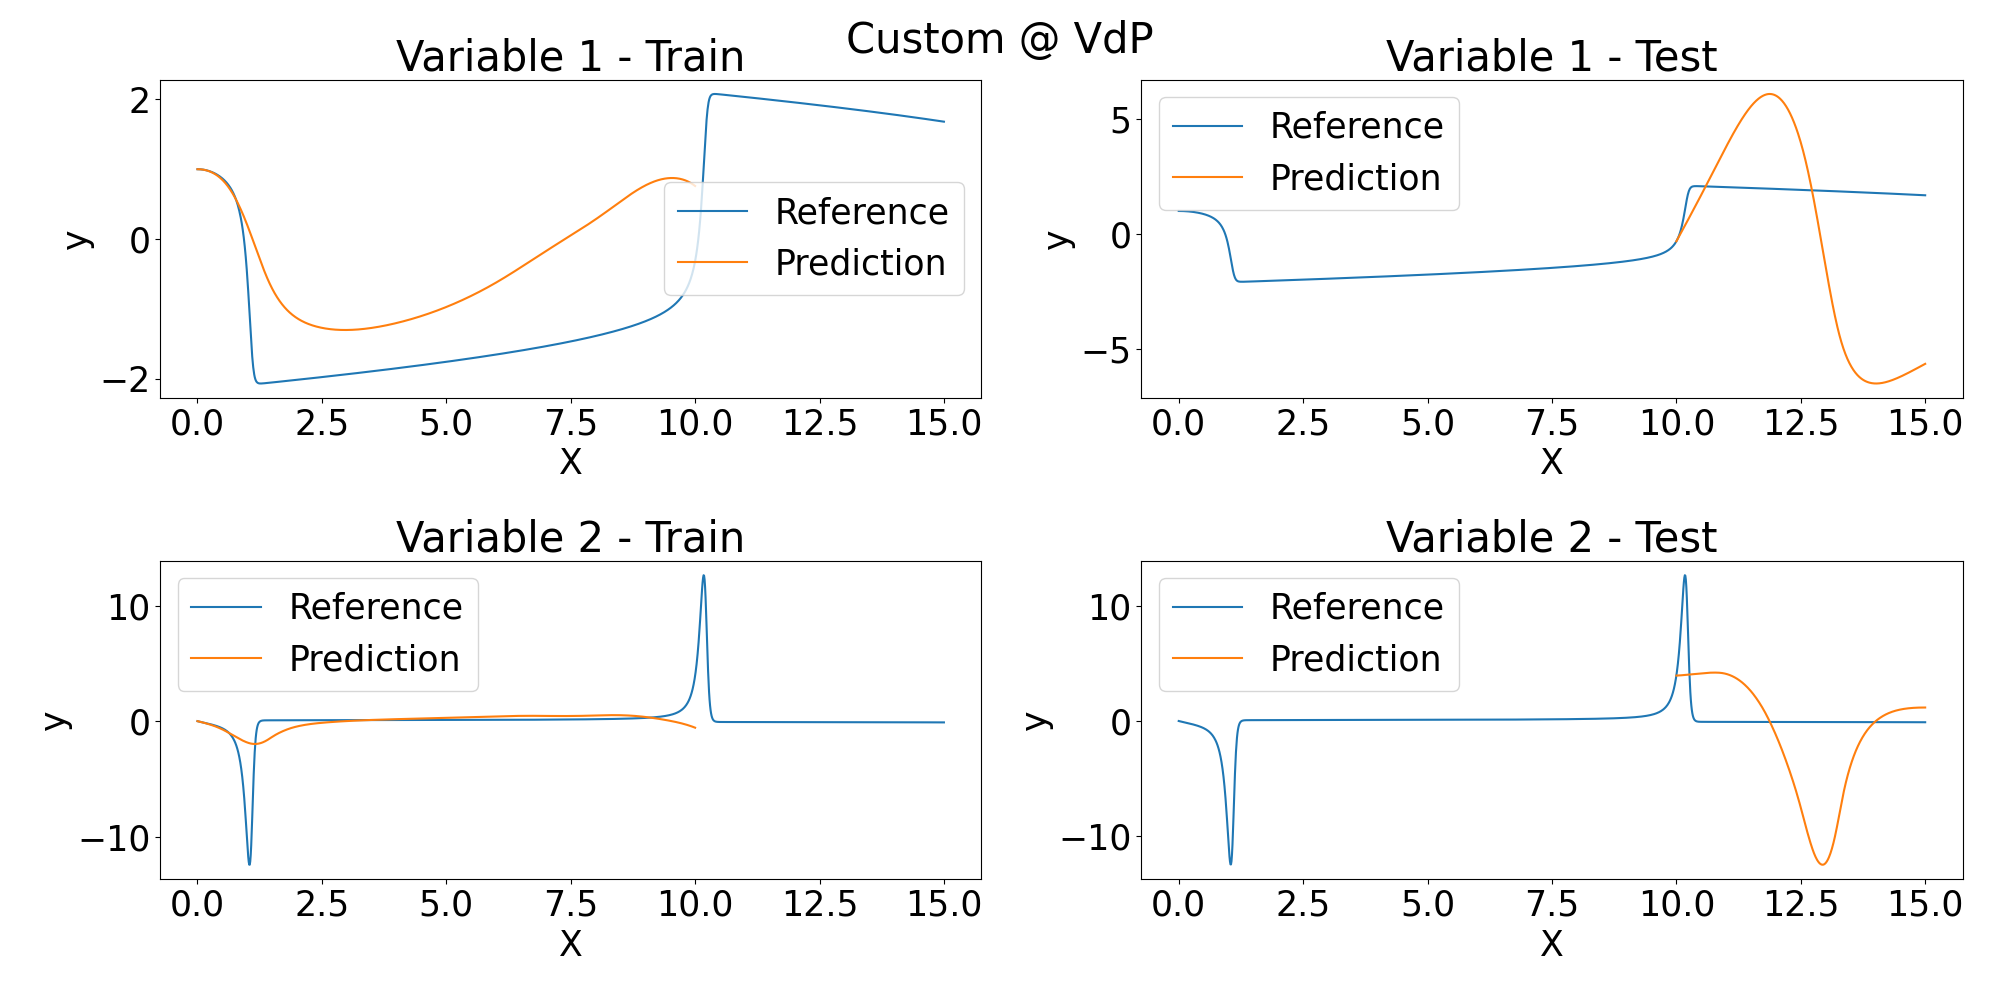 Custom @ VdP
Variable 1 - Train
2
0
−2
y
Reference
Prediction
0.0 2.5 5.0 7.5 10.0 12.5 15.0
X
Variable 1 - Test
5
0
−5
y
Reference
Prediction
0.0 2.5 5.0 7.5 10.0 12.5 15.0
X
Variable 2 - Train
10
0
−10
y
Reference
Prediction
0.0 2.5 5.0 7.5 10.0 12.5 15.0
X
Variable 2 - Test
10
0
−10
y
Reference
Prediction
0.0 2.5 5.0 7.5 10.0 12.5 15.0
X